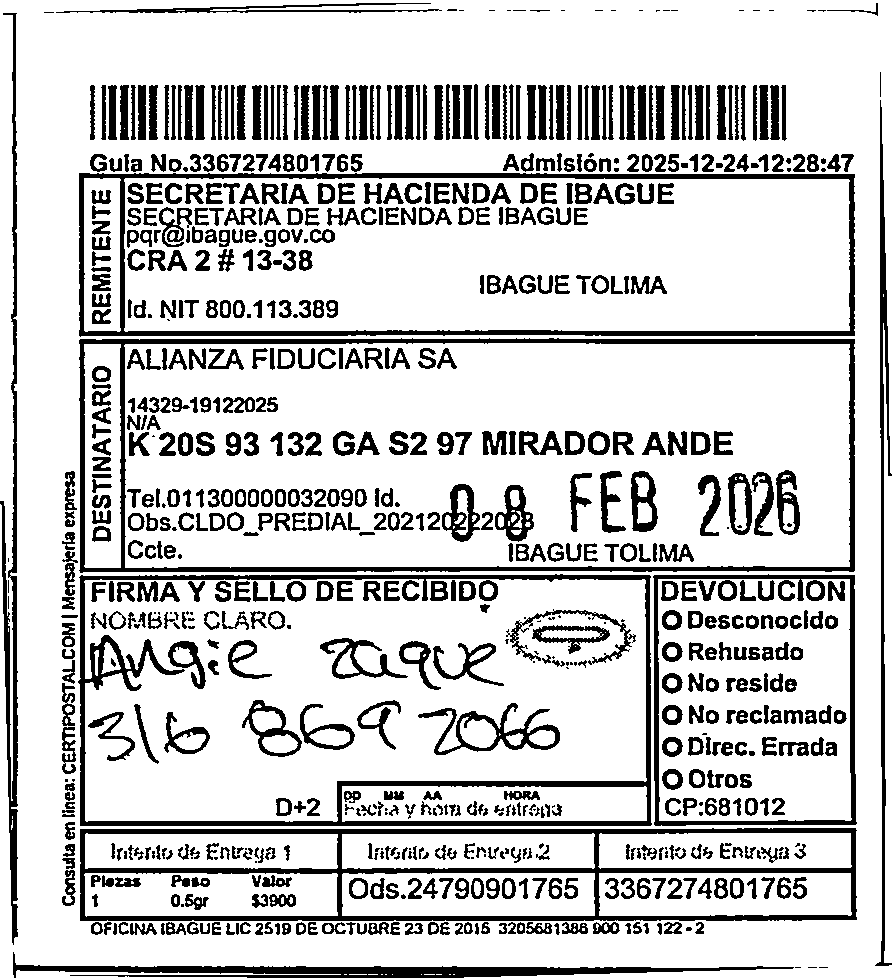 Guia No.3367274801765 Admisión: 2025-12-24-12:28:47
REMITENTE
SECRETARIA DE HACIENDA DE IBAGUE
SECRETARIA DE HACIENDA DE IBAGUE
pqr@ibague.gov.co
CRA 2 # 13-38
IBAGUE TOLIMA
Id. NIT 800.113.389
DESTINATARIO
ALIANZA FIDUCIARIA SA
14329-19122025
N/A
K 20S 93 132 GA S2 97 MIRADOR ANDE
Tel.011300000032090 Id.
08 FEB 2026
Obs.CLDO_PREDIAL_202120222023
Ccte. IBAGUE TOLIMA
Consulta en linea: CERTIPOSTAL.COM | Mensajería expresa
FIRMA Y SELLO DE RECIBIDO
NOMBRE CLARO.
Angie Zaque
316 869 2066
D+2
DD MM AA HORA
Fecha y hora de entrega
DEVOLUCION
Desconocido
Rehusado
No reside
No reclamado
Direc. Errada
Otros
CP:681012
Intento de Entrega 1 Intento de Entrega 2 Intento de Entrega 3
Piezas Peso Valor
1 0.5gr $3900
Ods.24790901765 3367274801765
OFICINA IBAGUE LIC 2519 DE OCTUBRE 23 DE 2015 3205681388 900 151 122 - 2